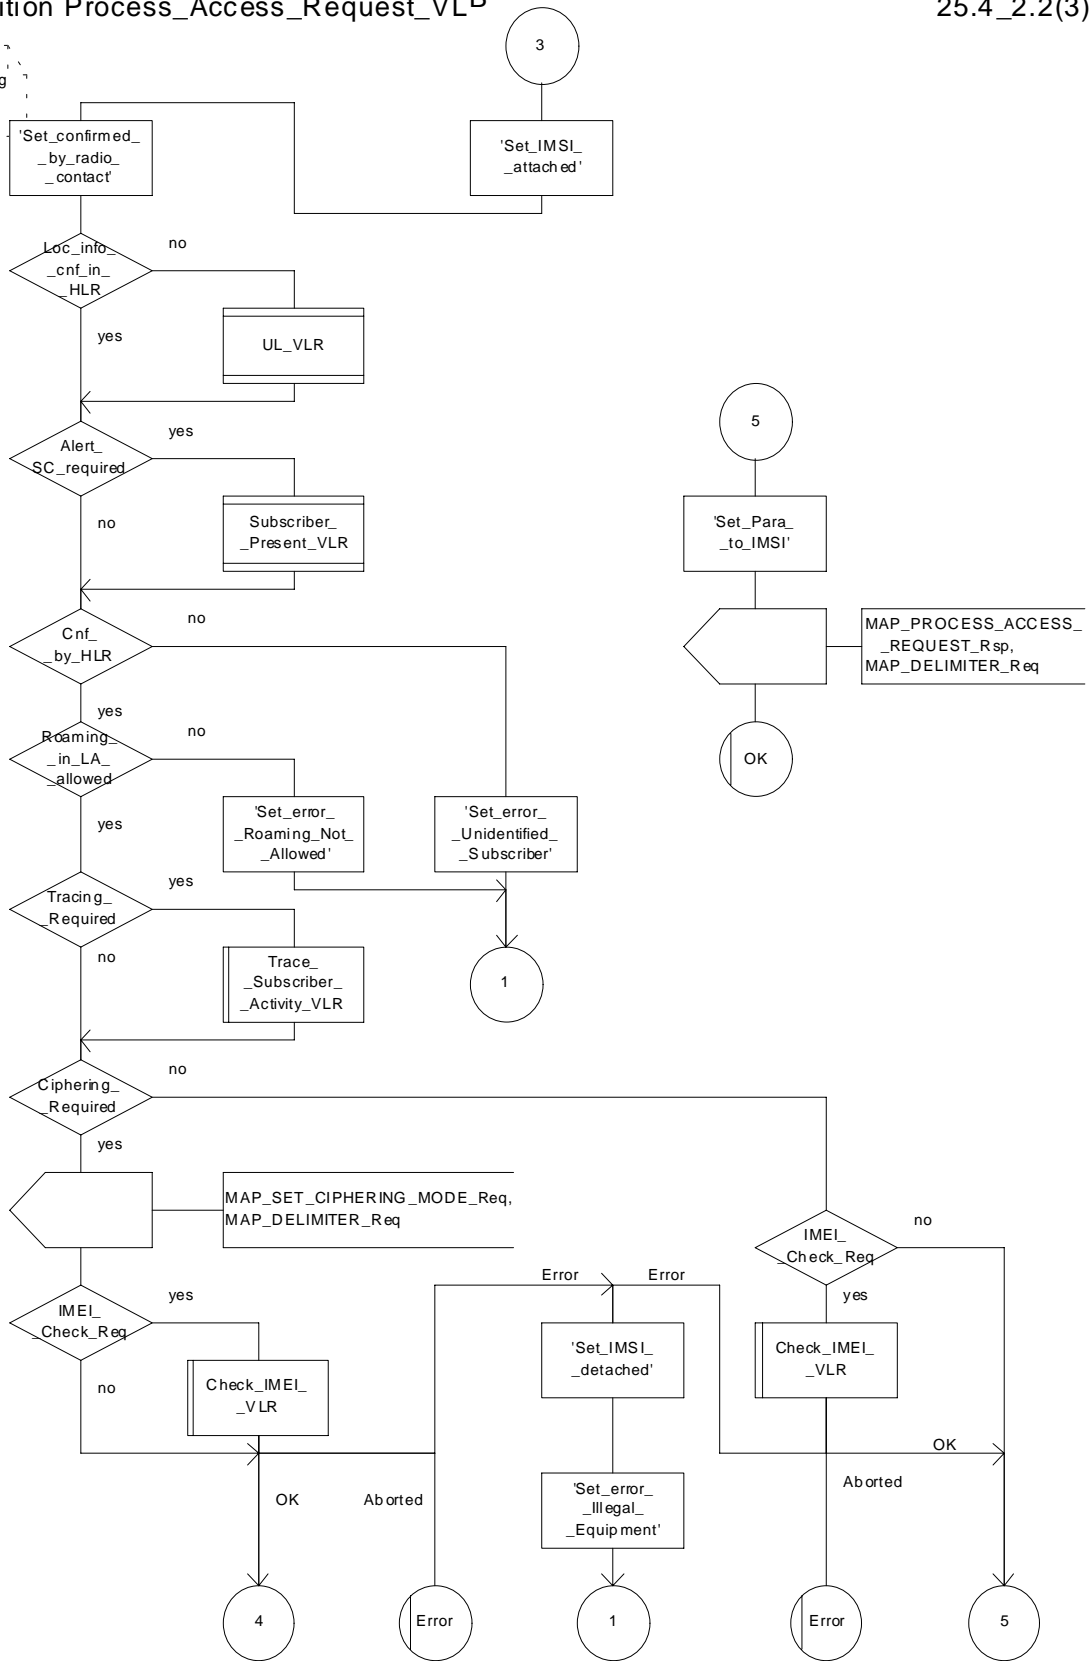 ition Process_Access_Request_VL
25.4_2.2(3)
3
g
'Set_confirmed_
_by_radio_
_contact'
'Set_IMSI_
_attached'
Loc_info_
_cnf_in_
_HLR
no
yes
UL_VLR
Alert_
SC_required
yes
no
Subscriber_
_Present_VLR
5
'Set_Para_
_to_IMSI'
Cnf_
_by_HLR
no
yes
MAP_PROCESS_ACCESS_
_REQUEST_Rsp,
MAP_DELIMITER_Req
OK
Roaming_
_in_LA_
_allowed
no
yes
'Set_error_
_Roaming_Not_
_Allowed'
'Set_error_
_Unidentified_
_Subscriber'
Tracing_
_Required
yes
no
Trace_
_Subscriber_
_Activity_VLR
1
Ciphering_
_Required
no
yes
MAP_SET_CIPHERING_MODE_Req,
MAP_DELIMITER_Req
IMEI_
_Check_Req
no
yes
IMEI_
_Check_Req
yes
no
Error
Error
'Set_IMSI_
_detached'
Check_IMEI_
_VLR
Check_IMEI_
_VLR
OK
Aborted
OK
Aborted
'Set_error_
_Illegal_
_Equipment'
4
Error
1
Error
5